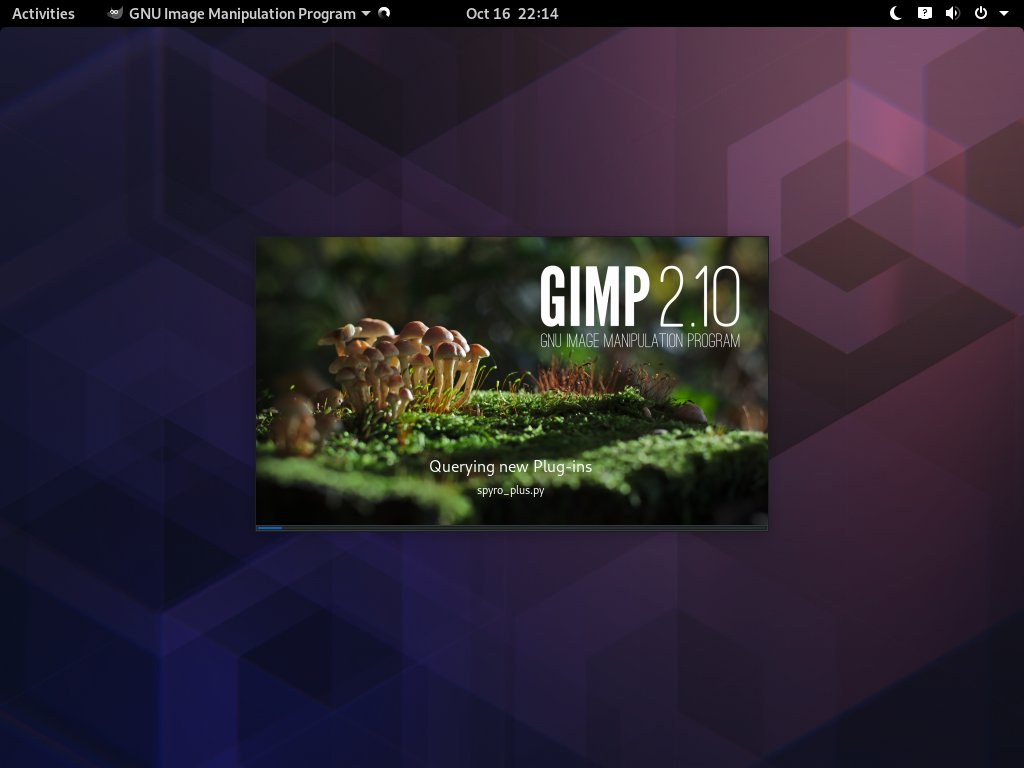 Activities GNU Image Manipulation Program Oct 16 22:14
GIMP 2.10
GNU IMAGE MANIPULATION PROGRAM
Querying new Plug-ins
spyro_plus.py